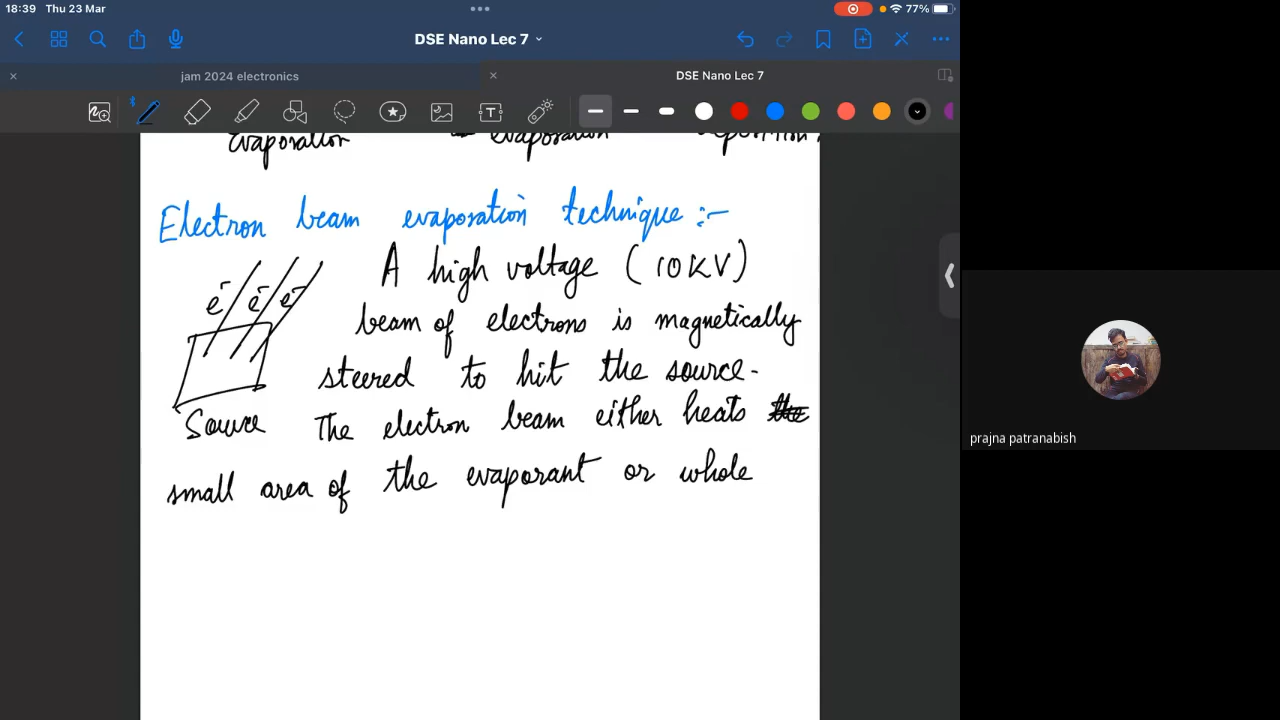 18:39 Thu 23 Mar
77%
DSE Nano Lec 7
jam 2024 electronics
DSE Nano Lec 7
Evaporation evaporation
Electron beam evaporation technique :-
e⁻ e⁻ e⁻
A high voltage (10KV)
beam of electrons is magnetically
steered to hit the source.
Source
The electron beam either heats
small area of the evaporant or whole
prajna patranabish